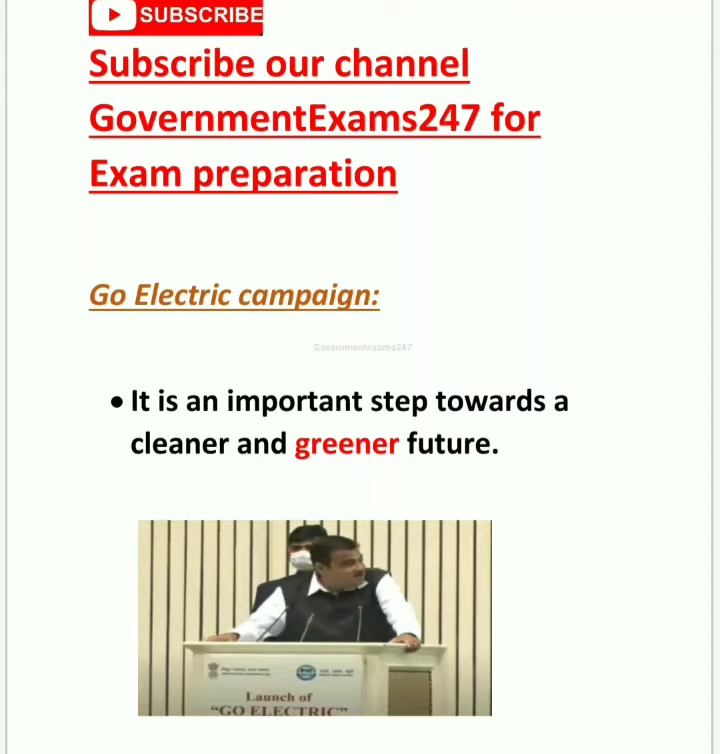 SUBSCRIBE
Subscribe our channel
GovernmentExams247 for
Exam preparation
Go Electric campaign:
Governmentexams247
• It is an important step towards a
cleaner and greener future.
Launch of
"GO ELECTRIC"